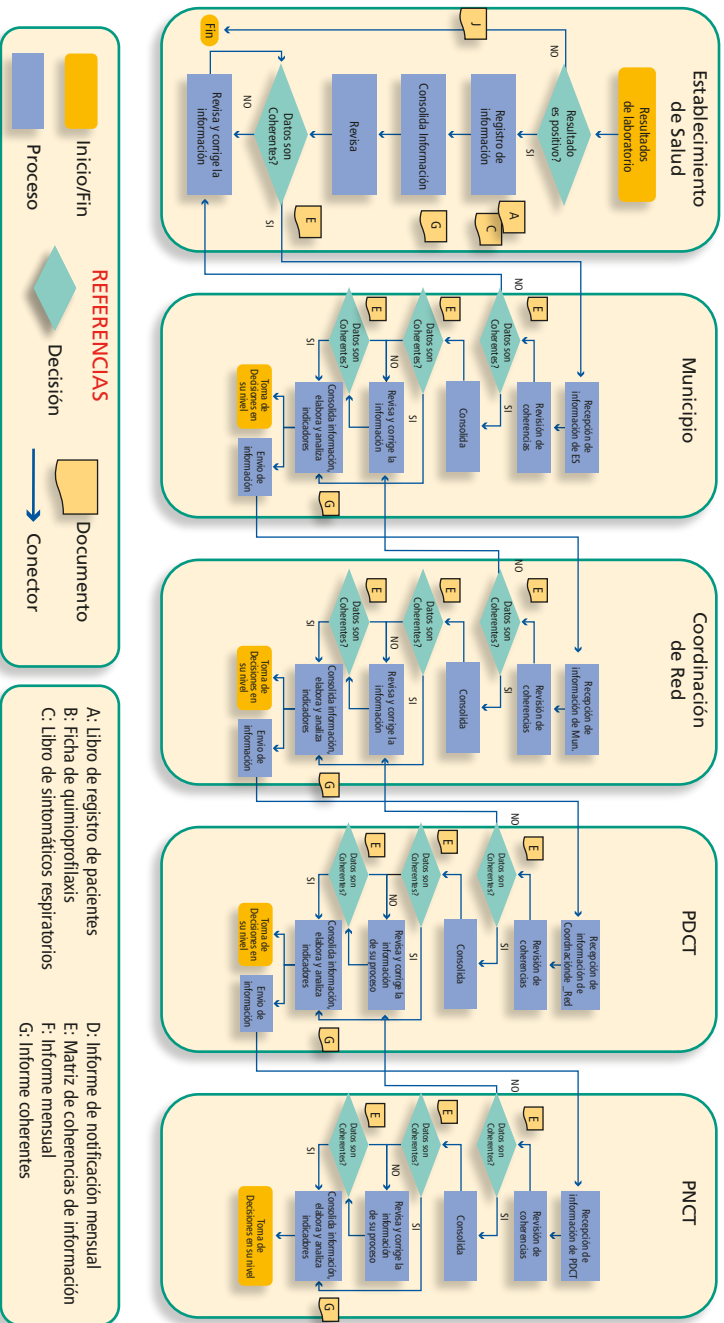 Establecimiento
de Salud
Resultados
de laboratorio
Resultado
es positivo?
NO
SI
J
Fin
Registro de
información
A
C
Consolida Información
G
Revisa
Datos son
Coherentes?
NO
SI
E
Revisa y corrige la
información
Municipio
Recepción de
información de ES
Revisión de
coherencias
Datos son
Coherentes?
NO
SI
E
Consolida
Datos son
Coherentes?
NO
SI
E
Revisa y corrige la
información
Datos son
Coherentes?
SI
E
Consolida información,
elabora y analiza
indicadores
G
Toma de
Decisiones en
su nivel
Envío de
información
Coordinación
de Red
Recepción de
información de Mun.
Revisión de
coherencias
Datos son
Coherentes?
NO
SI
E
Consolida
Datos son
Coherentes?
NO
SI
E
Revisa y corrige la
información
Datos son
Coherentes?
SI
E
Consolida información,
elabora y analiza
indicadores
G
Toma de
Decisiones en
su nivel
Envío de
información
PDCT
Recepción de
información de
Coordnaciónde _Red
Revisión de
coherencias
Datos son
Coherentes?
NO
SI
E
Consolida
Datos son
Coherentes?
NO
SI
E
Revisa y corrige la
información
de su proceso
Datos son
Coherentes?
SI
E
Consolida información,
elabora y analiza
indicadores
G
Toma de
Decisiones en
su nivel
Envío de
información
PNCT
Recepción de
información de PDCT
Revisión de
coherencias
Datos son
Coherentes?
NO
SI
E
Consolida
Datos son
Coherentes?
NO
SI
E
Revisa y corrige la
información
de su proceso
Datos son
Coherentes?
SI
E
Consolida información,
elabora y analiza
indicadores
G
Toma de
Decisiones en su nivel
REFERENCIAS
Inicio/Fin
Proceso
Decisión
Documento
Conector
A: Libro de registro de pacientes
B: Ficha de quimioprofilaxis
C: Libro de sintomáticos respiratorios
D: Informe de notificación mensual
E: Matriz de coherencias de información
F: Informe mensual
G: Informe coherentes